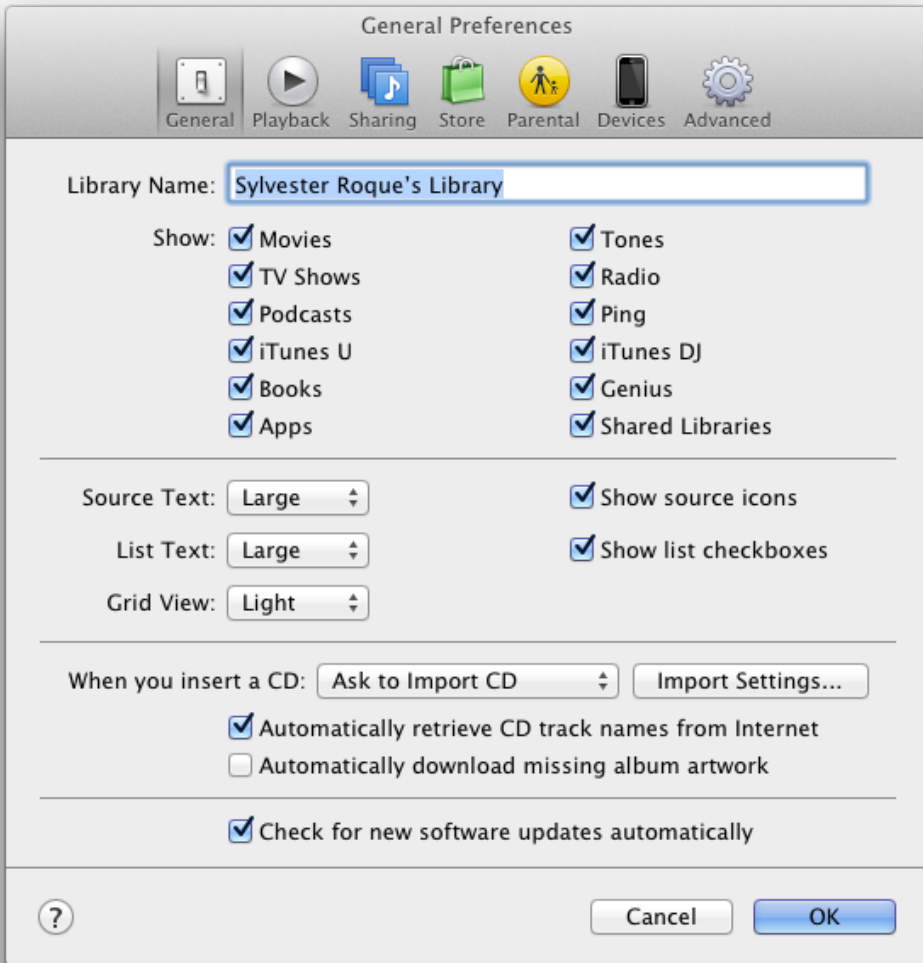 General Preferences
General Playback Sharing Store Parental Devices Advanced
Library Name: Sylvester Roque's Library
Show: Movies Tones
TV Shows Radio
Podcasts Ping
iTunes U iTunes DJ
Books Genius
Apps Shared Libraries
Source Text: Large Show source icons
List Text: Large Show list checkboxes
Grid View: Light
When you insert a CD: Ask to Import CD Import Settings...
Automatically retrieve CD track names from Internet
Automatically download missing album artwork
Check for new software updates automatically
? Cancel OK